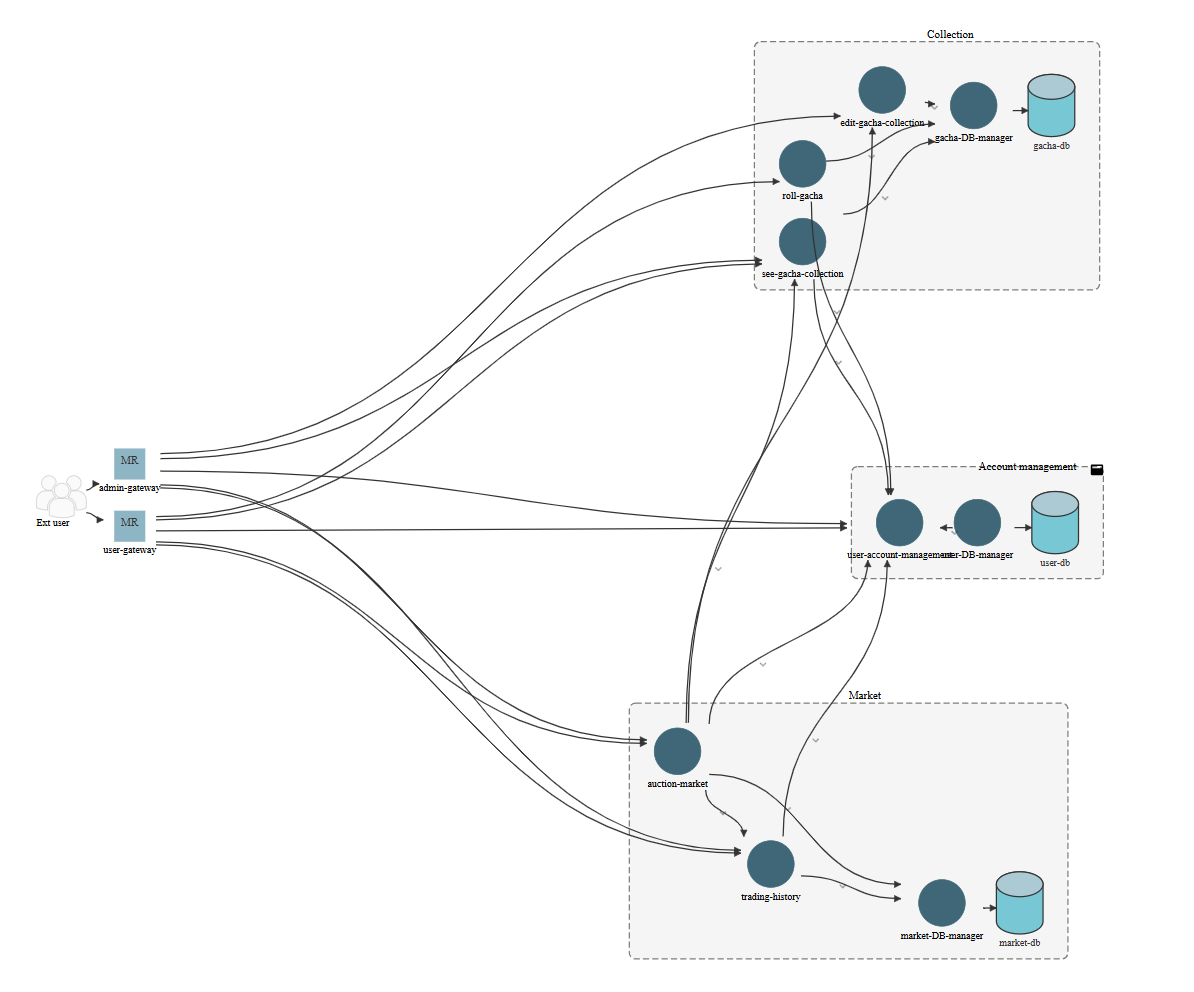 Collection
edit-gacha-collection
gacha-DB-manager
gacha-db
roll-gacha
see-gacha-collection
MR
admin-gateway
Ext user
MR
user-gateway
Account management
user-account-management
user-DB-manager
user-db
Market
auction-market
trading-history
market-DB-manager
market-db